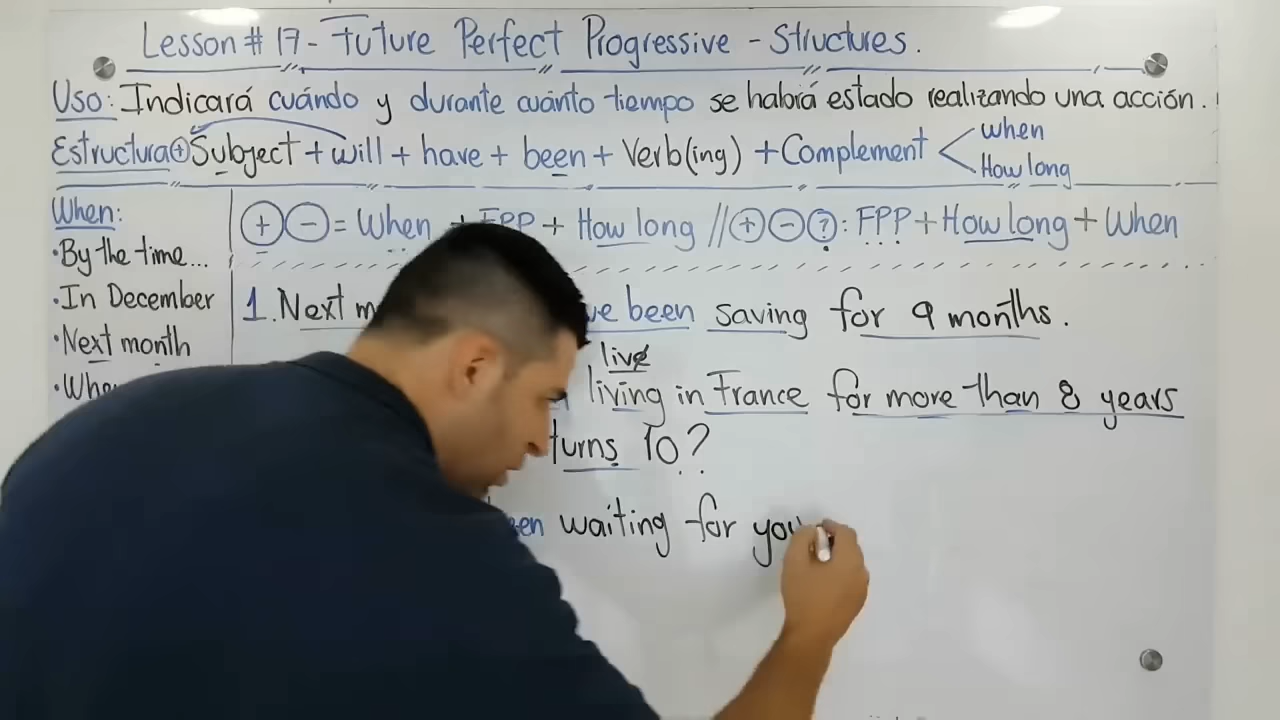 Lesson # 17 - Future Perfect Progressive - Structures.
Uso: Indicará cuándo y durante cuánto tiempo se habrá estado realizando una acción.
Estructura (+) Subject + will + have + been + Verb(ing) + Complement < when
How long
When:
⊕ ⊖ = When + FPP + How long // ⊕ ⊖ ?: FPP + How long + When
• By the time...
• In December
• Next month
1. Next been saving for 9 months.
live
living in France for more than 8 years
turns 10?
waiting for you